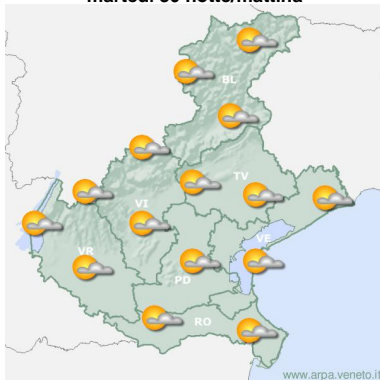 martedì 30 notte/mattina
BL
TV
VI
VE
VR
PD
RO
www.arpa.veneto.it